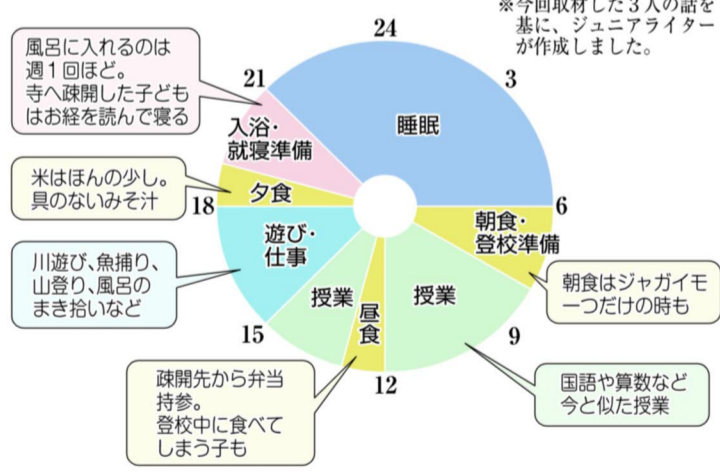 ※今回取材した３人の話を
基に、ジュニアライター
が作成しました。
風呂に入れるのは
週１回ほど。
寺へ疎開した子ども
はお経を読んで寝る
24
21
3
睡眠
入浴・
就寝準備
米はほんの少し。
具のないみそ汁
夕食
18
6
朝食・
登校準備
遊び・
仕事
川遊び、魚捕り、
山登り、風呂の
まき拾いなど
朝食はジャガイモ
一つだけの時も
授業
授業
昼食
15
9
12
疎開先から弁当
持参。
登校中に食べて
しまう子も
国語や算数など
今と似た授業